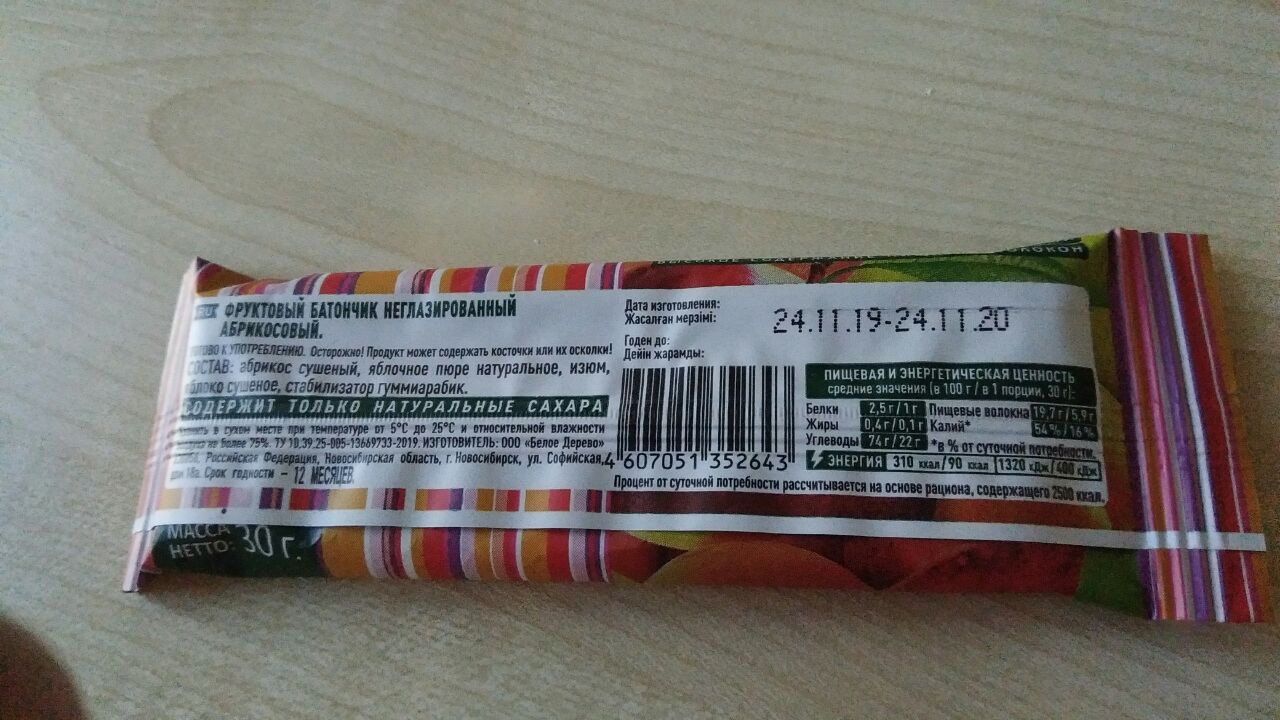 ФРУКТОВЫЙ БАТОНЧИК НЕГЛАЗИРОВАННЫЙ
АБРИКОСОВЫЙ.
К УПОТРЕБЛЕНИЮ. Осторожно! Продукт может содержать косточки или их осколки!
СОСТАВ: абрикос сушеный, яблочное пюре натуральное, изюм,
яблоко сушеное, стабилизатор гуммиарабик.
СОДЕРЖИТ ТОЛЬКО НАТУРАЛЬНЫЕ САХАРА
в сухом месте при температуре от 5°С до 25°С и относительной влажности
не более 75%. ТУ 10.39.25-005-13669733-2019. ИЗГОТОВИТЕЛЬ: ООО «Белое Дерево»
Российская Федерация, Новосибирская область, г. Новосибирск, ул. Софийская,
дом 18а. Срок годности - 12 МЕСЯЦЕВ.
МАССА
НЕТТО: 30 г.
Дата изготовления:
Жасалған мерзімі:
24.11.19-24.11.20
Годен до:
Дейін жарамды:
4 607051 352643
ПИЩЕВАЯ И ЭНЕРГЕТИЧЕСКАЯ ЦЕННОСТЬ
средние значения (в 100 г / в 1 порции, 30 г):
Белки 2,5 г / 1 г Пищевые волокна 19,7 г / 5,9 г
Жиры 0,4 г / 0,1 г Калий* 54% / 16%
Углеводы 74 г / 22 г *в % от суточной потребности.
ЭНЕРГИЯ 310 ккал / 90 ккал 1320 кДж / 400 кДж
Процент от суточной потребности рассчитывается на основе рациона, содержащего 2500 ккал.